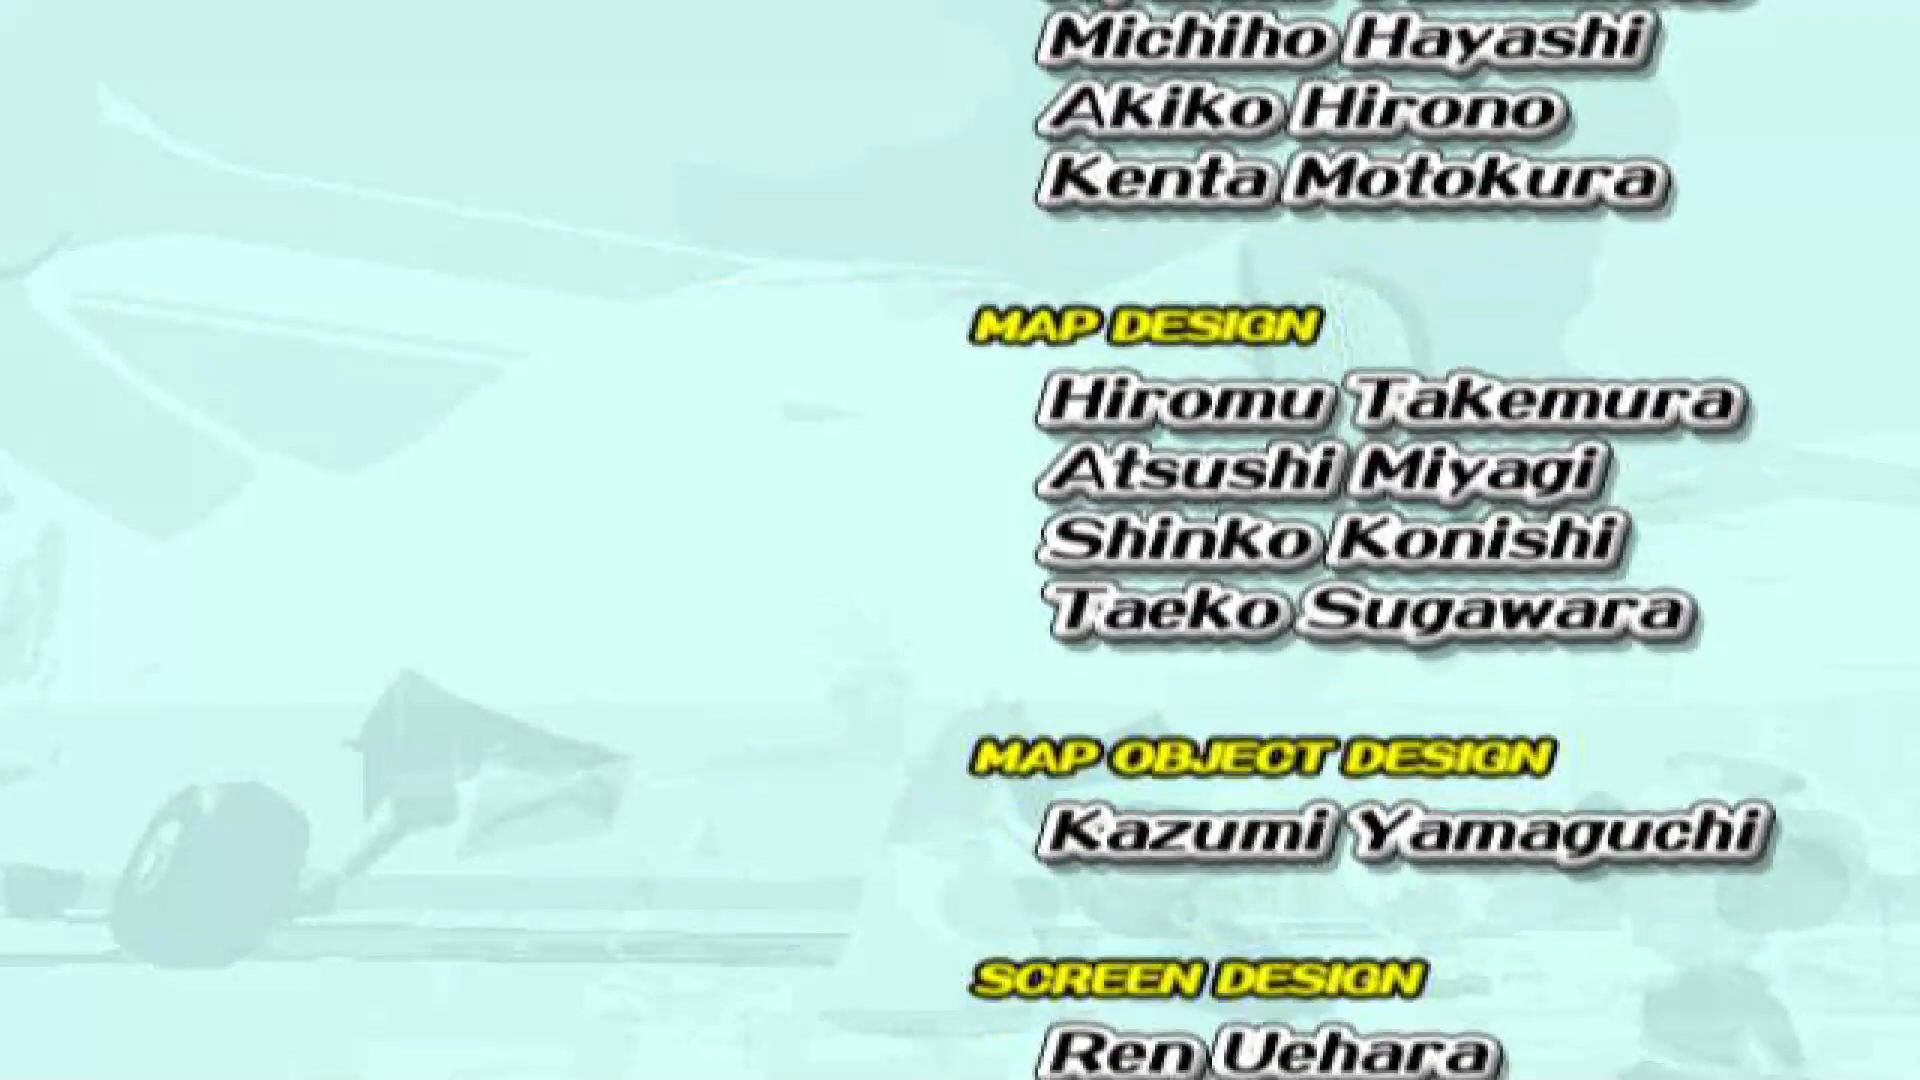 Michiho Hayashi
Akiko Hirono
Kenta Motokura
MAP DESIGN
Hiromu Takemura
Atsushi Miyagi
Shinko Konishi
Taeko Sugawara
MAP OBJECT DESIGN
Kazumi Yamaguchi
SCREEN DESIGN
Ren Uehara